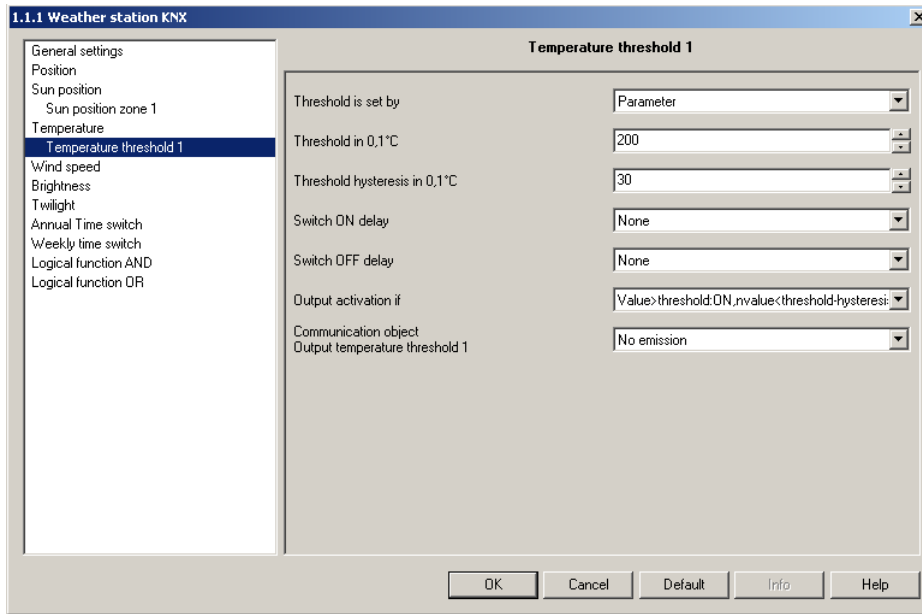 1.1.1 Weather station KNX
General settings
Position
Sun position
Sun position zone 1
Temperature
Temperature threshold 1
Wind speed
Brightness
Twilight
Annual Time switch
Weekly time switch
Logical function AND
Logical function OR
Temperature threshold 1
Threshold is set by
Parameter
Threshold in 0,1°C
200
Threshold hysteresis in 0,1°C
30
Switch ON delay
None
Switch OFF delay
None
Output activation if
Value>threshold:ON,nvalue<threshold-hysteresi:
Communication object
Output temperature threshold 1
No emission
OK
Cancel
Default
Info
Help